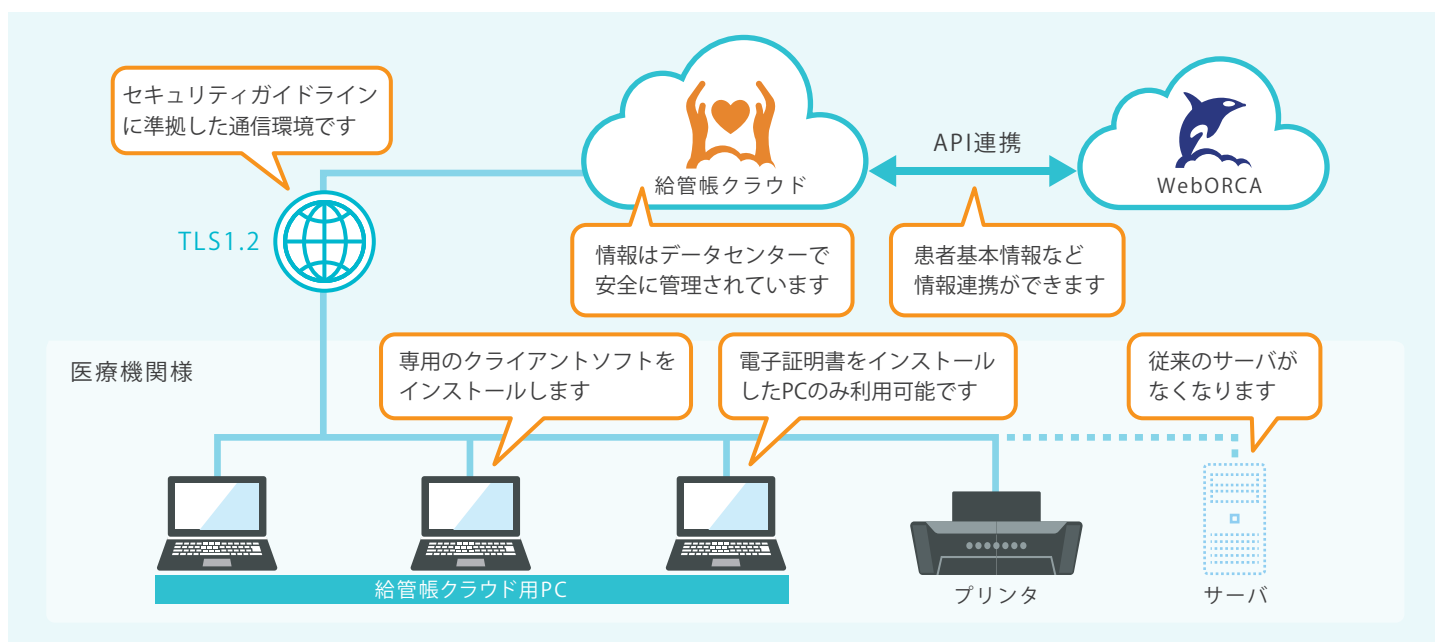 セキュリティガイドライン
に準拠した通信環境です
給管帳クラウド
API連携
WebORCA
TLS1.2
情報はデータセンターで
安全に管理されています
患者基本情報など
情報連携ができます
医療機関様
専用のクライアントソフトを
インストールします
電子証明書をインストール
したPCのみ利用可能です
従来のサーバが
なくなります
給管帳クラウド用PC
プリンタ
サーバ